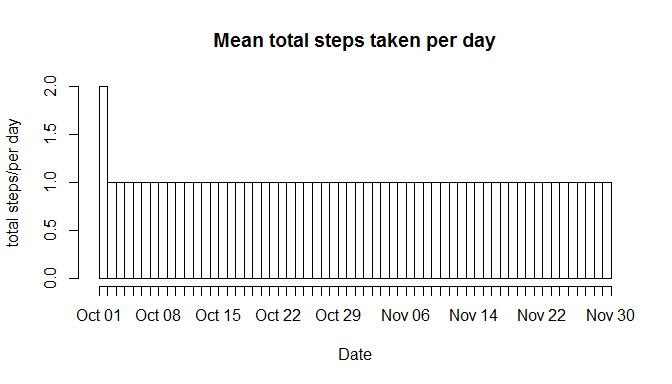 Mean total steps taken per day
total steps/per day
2.0
1.5
1.0
0.5
0.0
Oct 01 Oct 08 Oct 15 Oct 22 Oct 29 Nov 06 Nov 14 Nov 22 Nov 30
Date